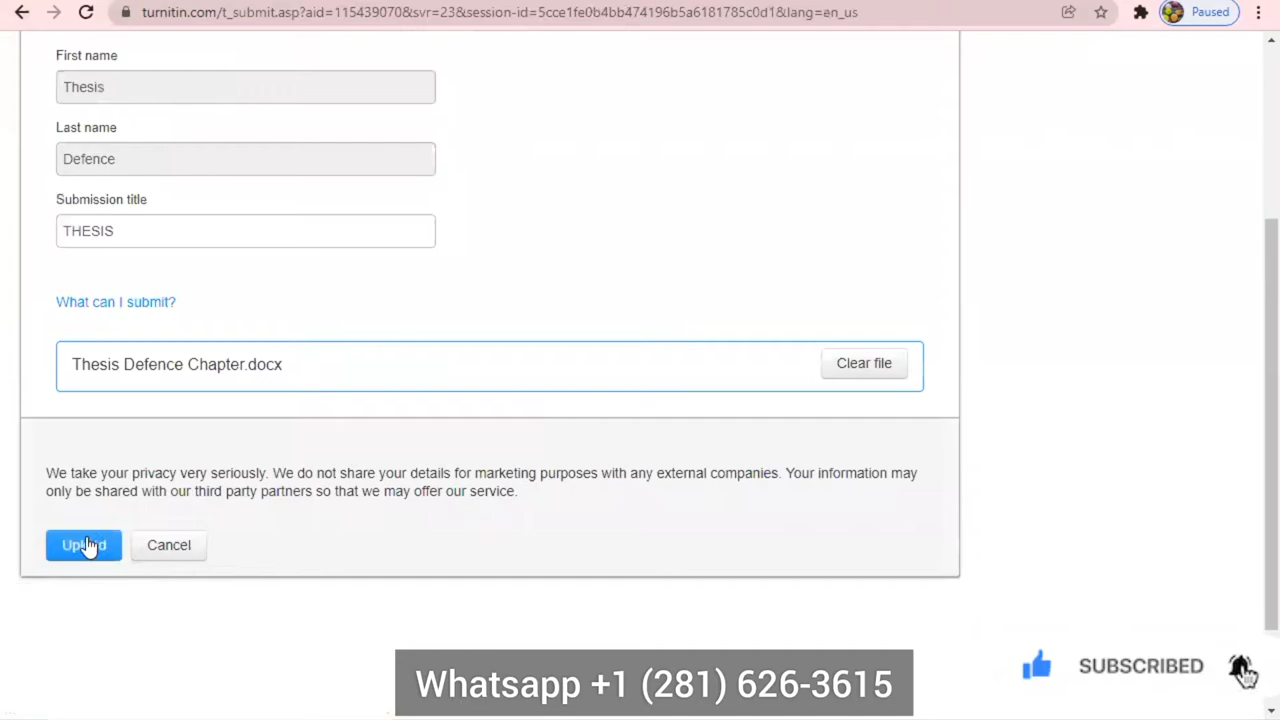 turnitin.com/t_submit.asp?aid=115439070&svr=23&session-id=5cce1fe0b4bb474196b5a6181785c0d1&lang=en_us
Paused
First name
Thesis
Last name
Defence
Submission title
THESIS
What can I submit?
Thesis Defence Chapter.docx
Clear file
We take your privacy very seriously. We do not share your details for marketing purposes with any external companies. Your information may
only be shared with our third party partners so that we may offer our service.
Upload
Cancel
SUBSCRIBED
Whatsapp +1 (281) 626-3615